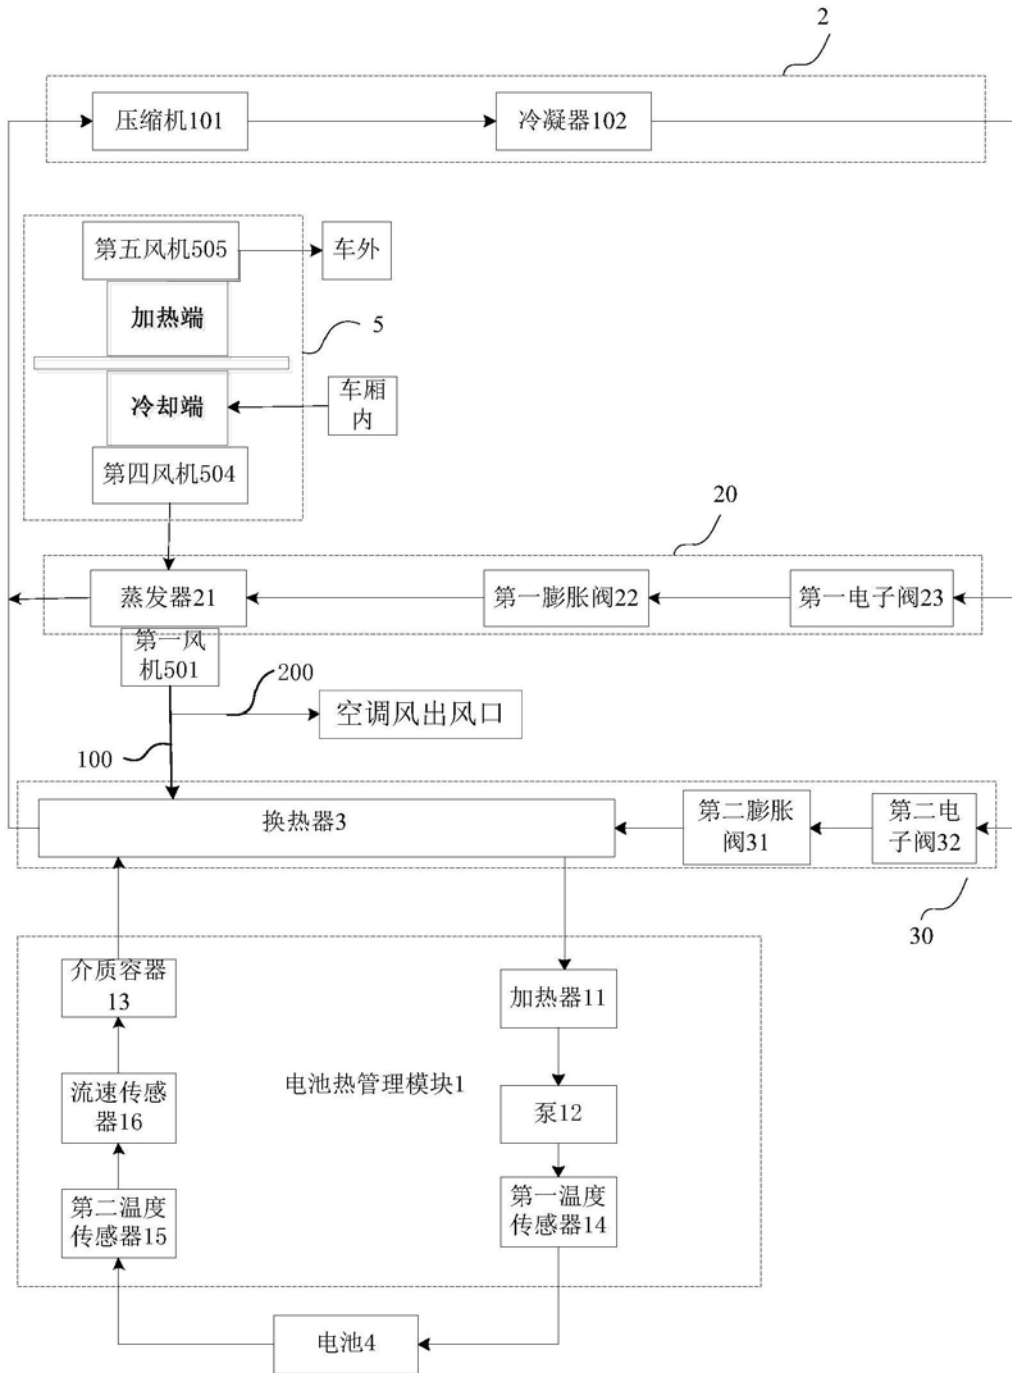 2
压缩机101
冷凝器102
第五风机505
车外
加热端
5
冷却端
车厢
内
第四风机504
20
蒸发器21
第一膨胀阀22
第一电子阀23
第一风
机501
200
空调风出风口
100
换热器3
第二膨胀
阀31
第二电
子阀32
30
介质容器
13
加热器11
电池热管理模块1
流速传感
器16
泵12
第二温度
传感器15
第一温度
传感器14
电池4